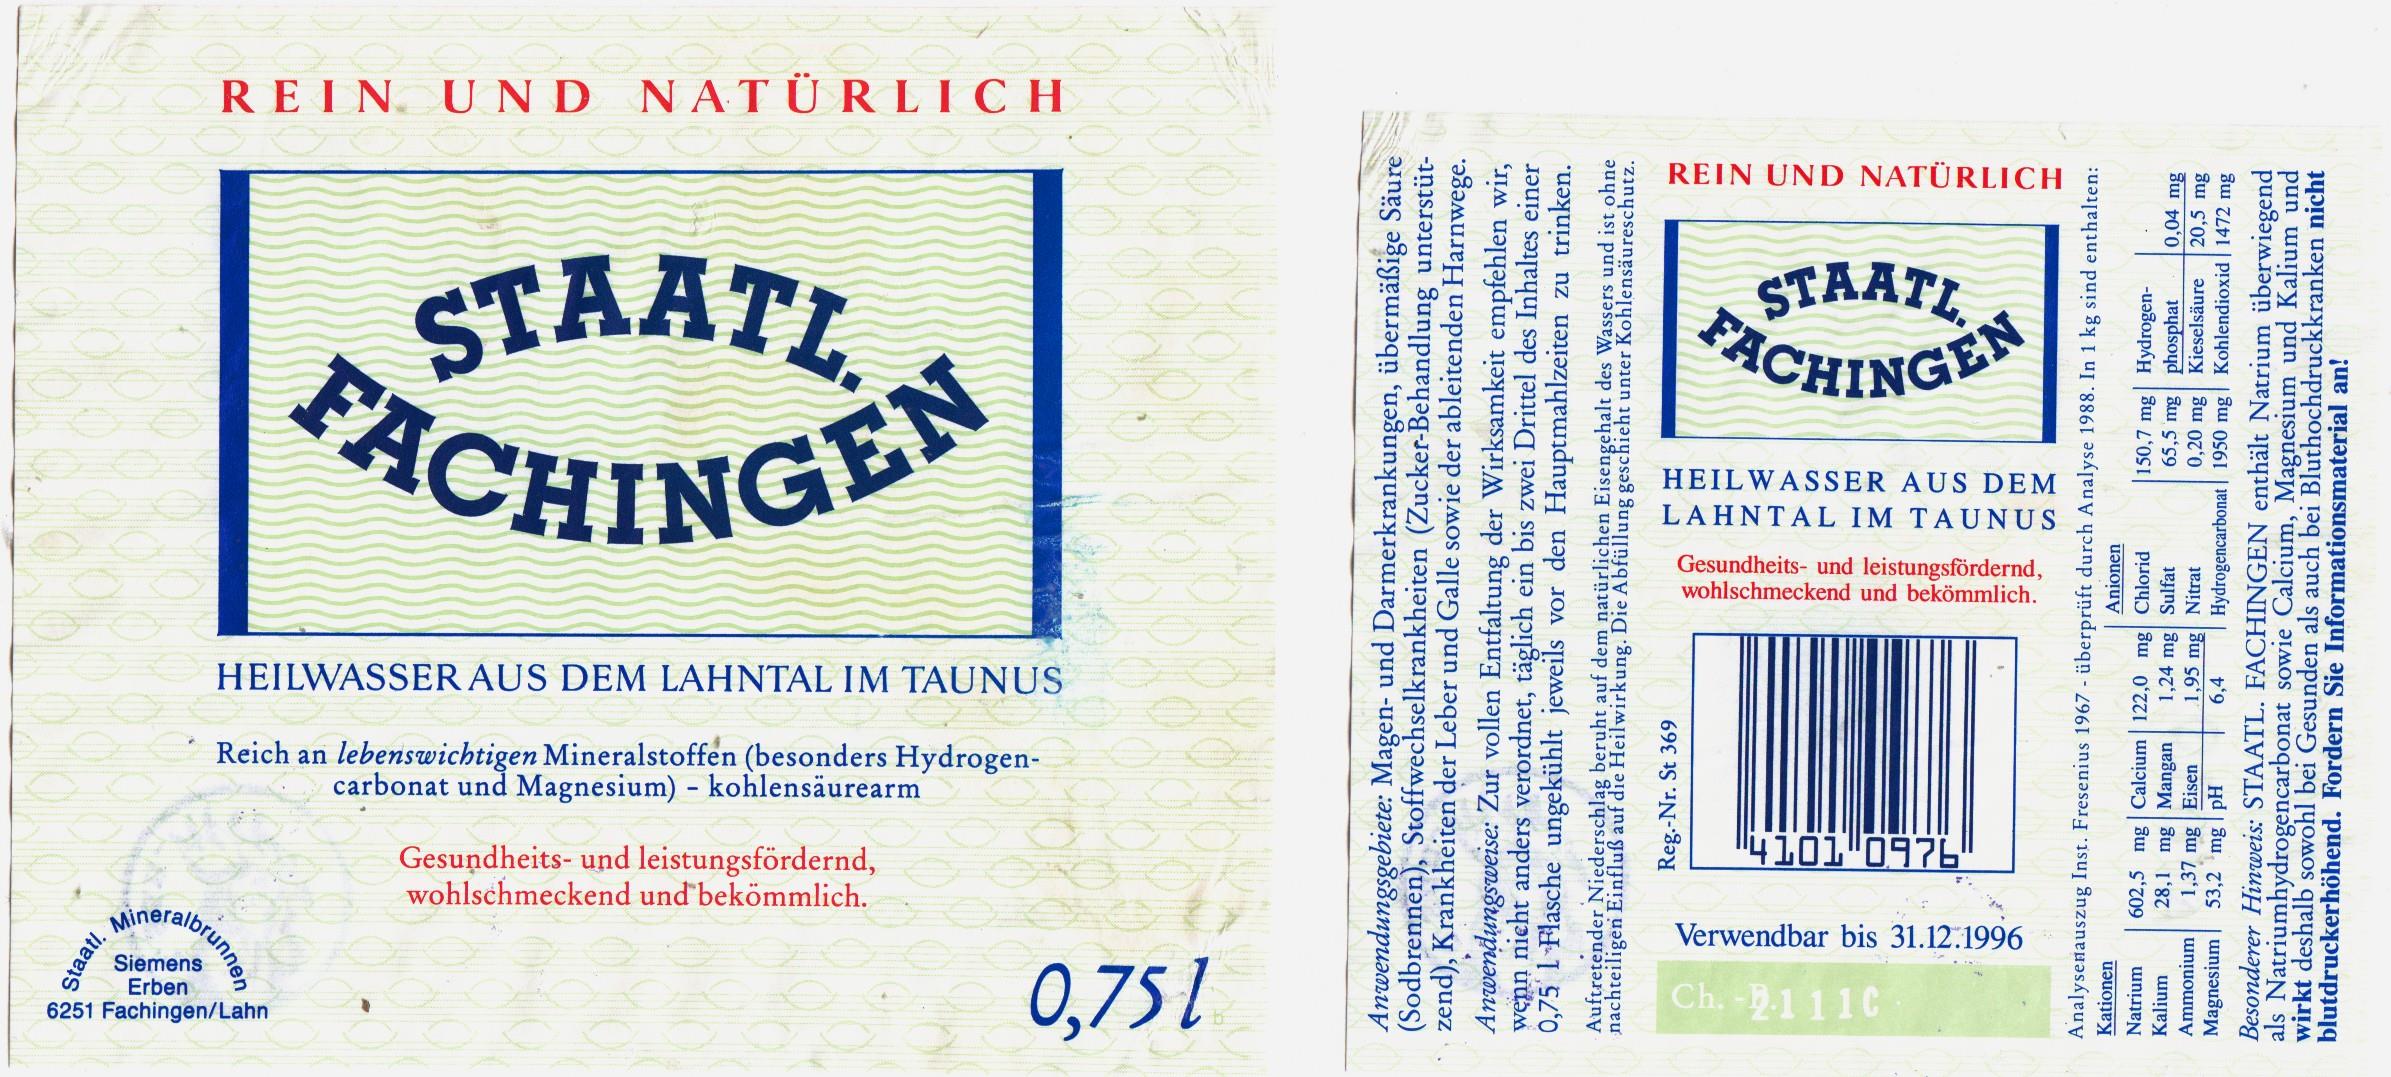 REIN UND NATÜRLICH
STAATL.
FACHINGEN
HEILWASSER AUS DEM LAHNTAL IM TAUNUS
Reich an lebenswichtigen Mineralstoffen (besonders Hydrogen-
carbonat und Magnesium) – kohlensäurearm
Gesundheits- und leistungsfördernd,
wohlschmeckend und bekömmlich.
Staatl. Mineralbrunnen
Siemens
Erben
6251 Fachingen/Lahn
0,75 l
Anwendungsgebiete: Magen- und Darmerkrankungen, übermäßige Säure
(Sodbrennen), Stoffwechselkrankheiten (Zucker-Behandlung unterstüt-
zend), Krankheiten der Leber und Galle sowie der ableitenden Harnwege.
Anwendungsweise: Zur vollen Entfaltung der Wirksamkeit empfehlen wir,
wenn nicht anders verordnet, täglich ein bis zwei Drittel des Inhaltes einer
0,75 l Flasche ungekühlt jeweils vor den Hauptmahlzeiten zu trinken.
Auftretender Niederschlag beruht auf dem natürlichen Eisengehalt des Wassers und ist ohne
nachteiligen Einfluß auf die Heilwirkung. Die Abfüllung geschieht unter Kohlensäureschutz.
REIN UND NATÜRLICH
STAATL.
FACHINGEN
HEILWASSER AUS DEM
LAHNTAL IM TAUNUS
Gesundheits- und leistungsfördernd,
wohlschmeckend und bekömmlich.
Reg.-Nr. St 369
4101 0976
Verwendbar bis 31.12.1996
Ch. 2111C
Analysenauszug Inst. Fresenius 1967 - überprüft durch Analyse 1988. In 1 kg sind enthalten:
Kationen Anionen
Natrium 602,5 mg Calcium 122,0 mg Chlorid 150,7 mg Hydrogen-
Kalium 28,1 mg Mangan 1,24 mg Sulfat 65,5 mg phosphat 0,04 mg
Ammonium 1,37 mg Eisen 1,95 mg Nitrat 0,20 mg Kieselsäure 20,5 mg
Magnesium 53,2 mg pH 6,4 Hydrogencarbonat 1950 mg Kohlendioxid 1472 mg
Besonderer Hinweis: STAATL. FACHINGEN enthält Natrium überwiegend
als Natriumhydrogencarbonat sowie Calcium, Magnesium und Kalium und
wirkt deshalb sowohl bei Gesunden als auch bei Bluthochdruckkranken nicht
blutdruckerhöhend. Fordern Sie Informationsmaterial an!